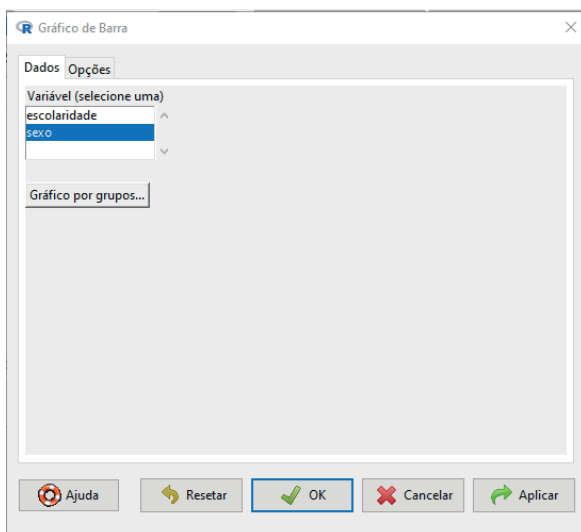 Gráfico de Barra
Dados Opções
Variável (selecione uma)
escolaridade
sexo
Gráfico por grupos...
Ajuda Resetar OK Cancelar Aplicar